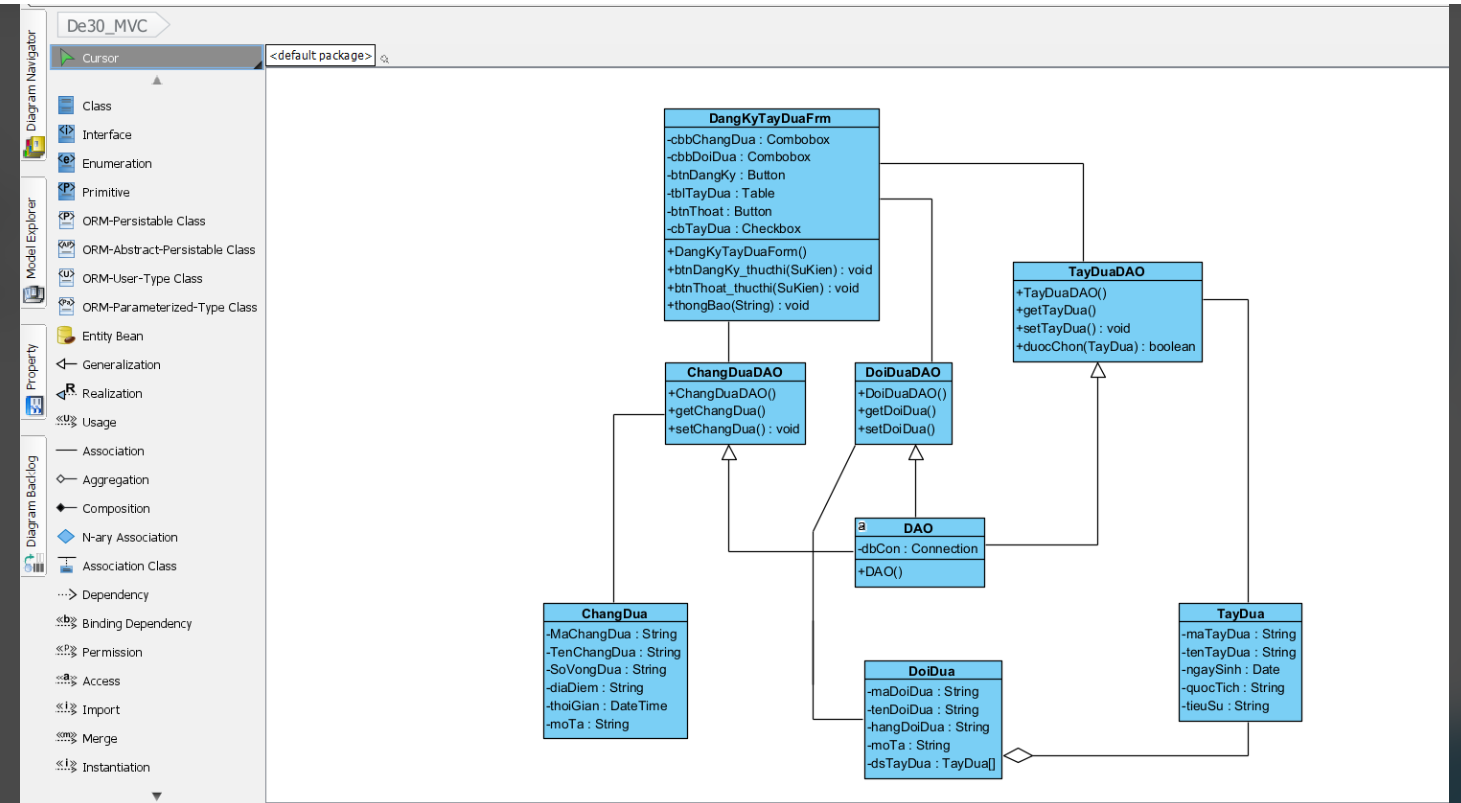 De30_MVC
Diagram Navigator
Model Explorer
Property
Diagram Backlog
Cursor
Class
Interface
Enumeration
Primitive
ORM-Persistable Class
ORM-Abstract-Persistable Class
ORM-User-Type Class
ORM-Parameterized-Type Class
Entity Bean
Generalization
Realization
Usage
Association
Aggregation
Composition
N-ary Association
Association Class
Dependency
Binding Dependency
Permission
Access
Import
Merge
Instantiation
<default package>
DangKyTayDuaFrm
-cbbChangDua : Combobox
-cbbDoiDua : Combobox
-btnDangKy : Button
-tblTayDua : Table
-btnThoat : Button
-cbTayDua : Checkbox
+DangKyTayDuaForm()
+btnDangKy_thucthi(SuKien) : void
+btnThoat_thucthi(SuKien) : void
+thongBao(String) : void
TayDuaDAO
+TayDuaDAO()
+getTayDua()
+setTayDua() : void
+duocChon(TayDua) : boolean
ChangDuaDAO
+ChangDuaDAO()
+getChangDua()
+setChangDua() : void
DoiDuaDAO
+DoiDuaDAO()
+getDoiDua()
+setDoiDua()
a
DAO
-dbCon : Connection
+DAO()
ChangDua
-MaChangDua : String
-TenChangDua : String
-SoVongDua : String
-diaDiem : String
-thoiGian : DateTime
-moTa : String
DoiDua
-maDoiDua : String
-tenDoiDua : String
-hangDoiDua : String
-moTa : String
-dsTayDua : TayDua[]
TayDua
-maTayDua : String
-tenTayDua : String
-ngaySinh : Date
-quocTich : String
-tieuSu : String